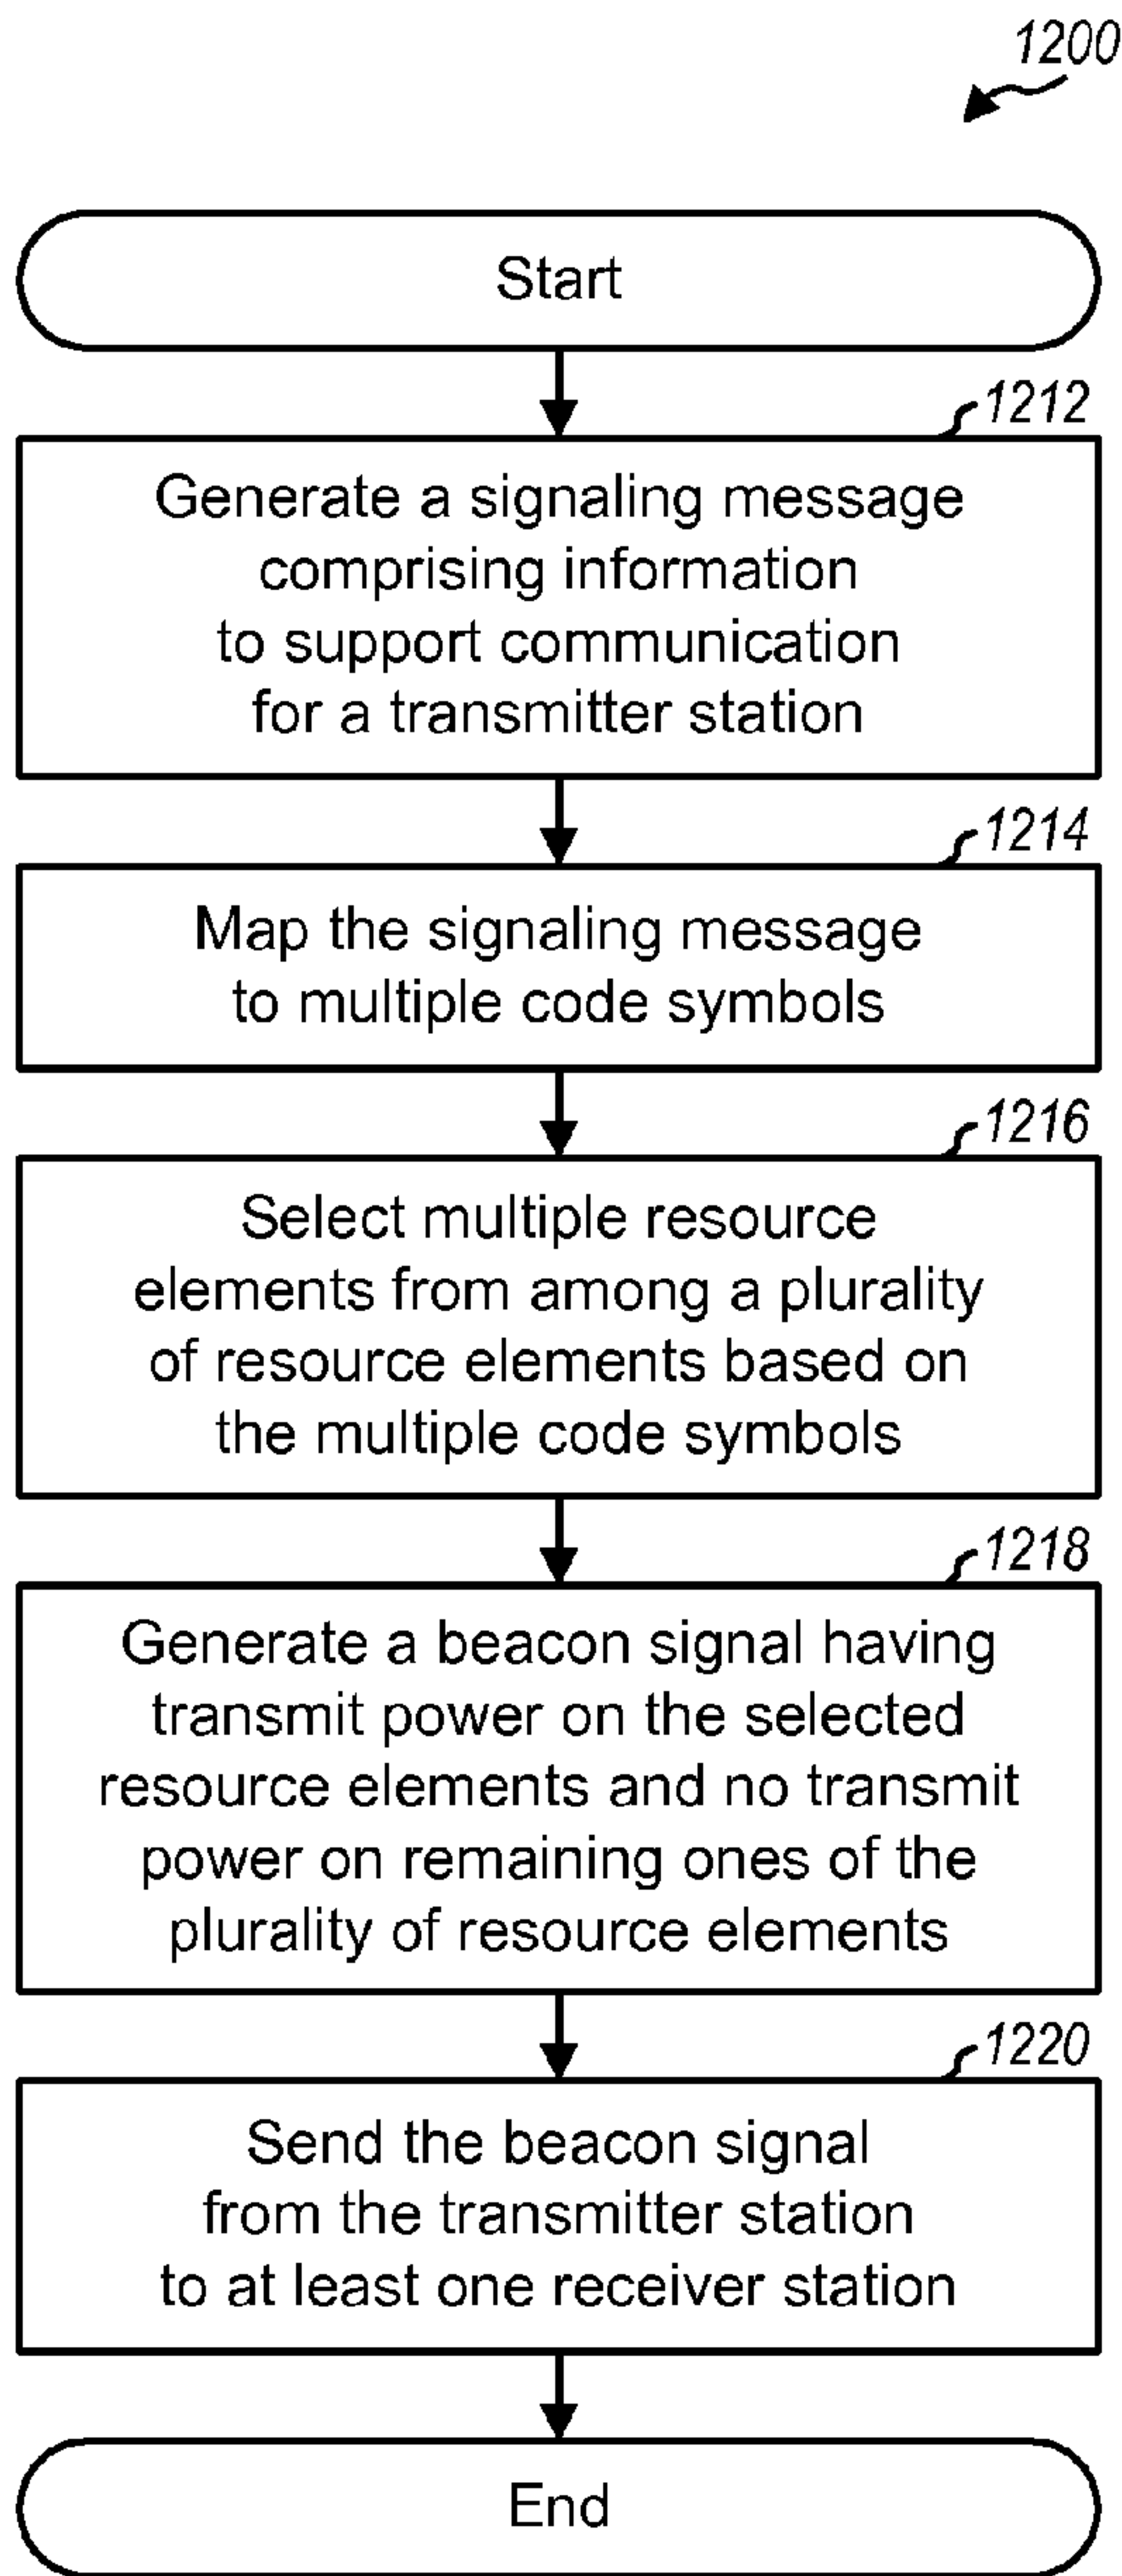 1200
Start
1212
Generate a signaling message
comprising information
to support communication
for a transmitter station
1214
Map the signaling message
to multiple code symbols
1216
Select multiple resource
elements from among a plurality
of resource elements based on
the multiple code symbols
1218
Generate a beacon signal having
transmit power on the selected
resource elements and no transmit
power on remaining ones of the
plurality of resource elements
1220
Send the beacon signal
from the transmitter station
to at least one receiver station
End